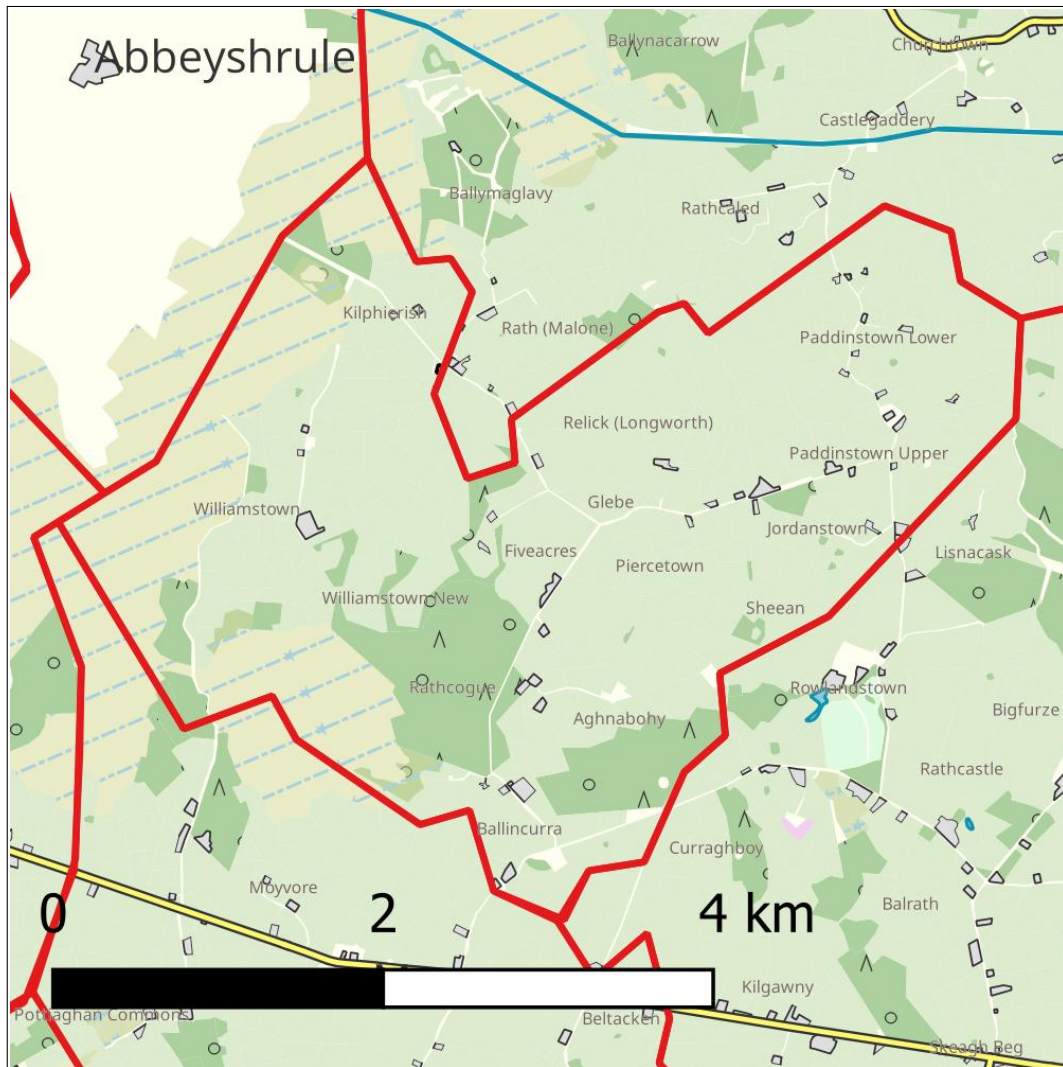 Abbeyshrule
Ballynacarrow
Churchtown
Castlegaddery
Ballymaglavy
Rathcaled
Kilphierish
Rath (Malone)
Paddinstown Lower
Relick (Longworth)
Paddinstown Upper
Williamstown
Glebe
Jordanstown
Fiveacres
Lisnacask
Piercetown
Williamstown New
Sheean
Rathcogue
Rowlandstown
Aghnabohy
Bigfurze
Rathcastle
Ballincurra
Curraghboy
Moyvore
Balrath
0 2 4 km
Kilgawny
Potnaghan Commons
Beltacken
Skeagh Beg